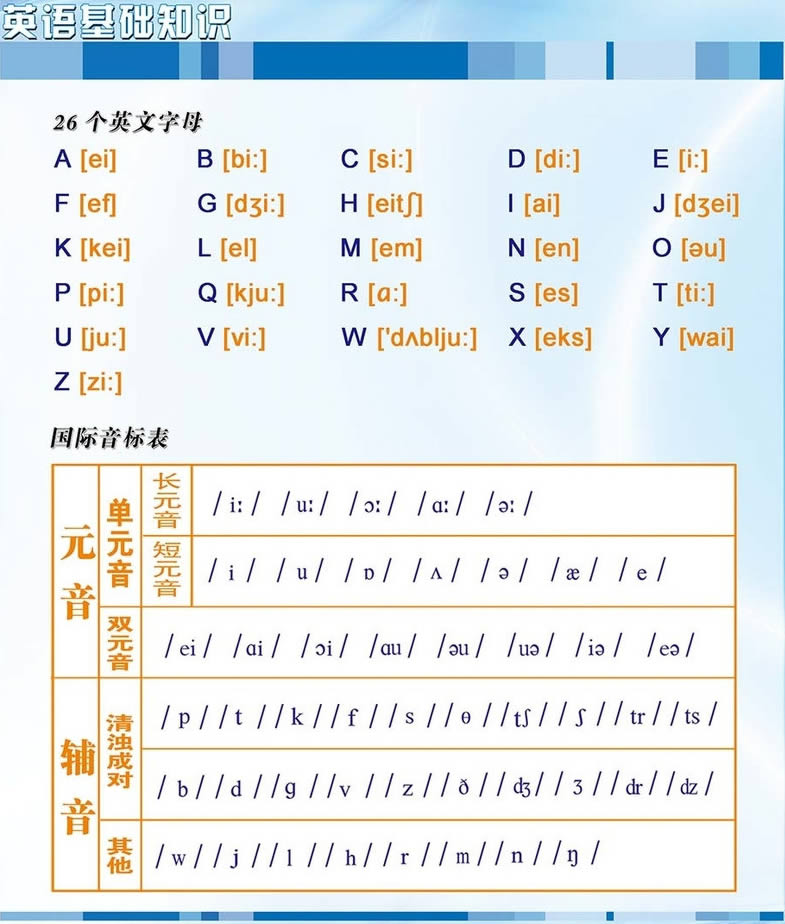 英语基础知识
26 个英文字母
A [ei] B [bi:] C [si:] D [di:] E [i:]
F [ef] G [dʒi:] H [eitʃ] I [ai] J [dʒei]
K [kei] L [el] M [em] N [en] O [əu]
P [pi:] Q [kju:] R [ɑ:] S [es] T [ti:]
U [ju:] V [vi:] W ['dʌblju:] X [eks] Y [wai]
Z [zi:]
国际音标表
元音
单元音
长元音
/ iː / / uː / / ɔː / / ɑː / / əː /
短元音
/ i / / u / / ɒ / / ʌ / / ə / / æ / / e /
双元音
/ ei / / ɑi / / ɔi / / ɑu / / əu / / uə / / iə / / eə /
辅音
清浊成对
/ p / / t / / k / / f / / s / / θ / / tʃ / / ʃ / / tr / / ts /
/ b / / d / / ɡ / / v / / z / / ð / / ʤ / / ʒ / / dr / / ʣ /
其他
/ w / / j / / l / / h / / r / / m / / n / / ŋ /